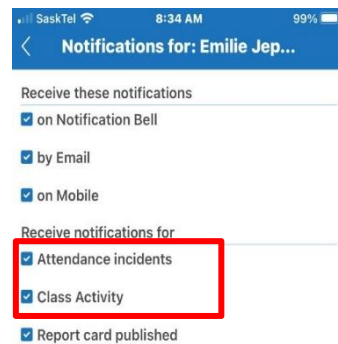 SaskTel 8:34 AM 99%
Notifications for: Emilie Jep...
Receive these notifications
on Notification Bell
by Email
on Mobile
Receive notifications for
Attendance incidents
Class Activity
Report card published